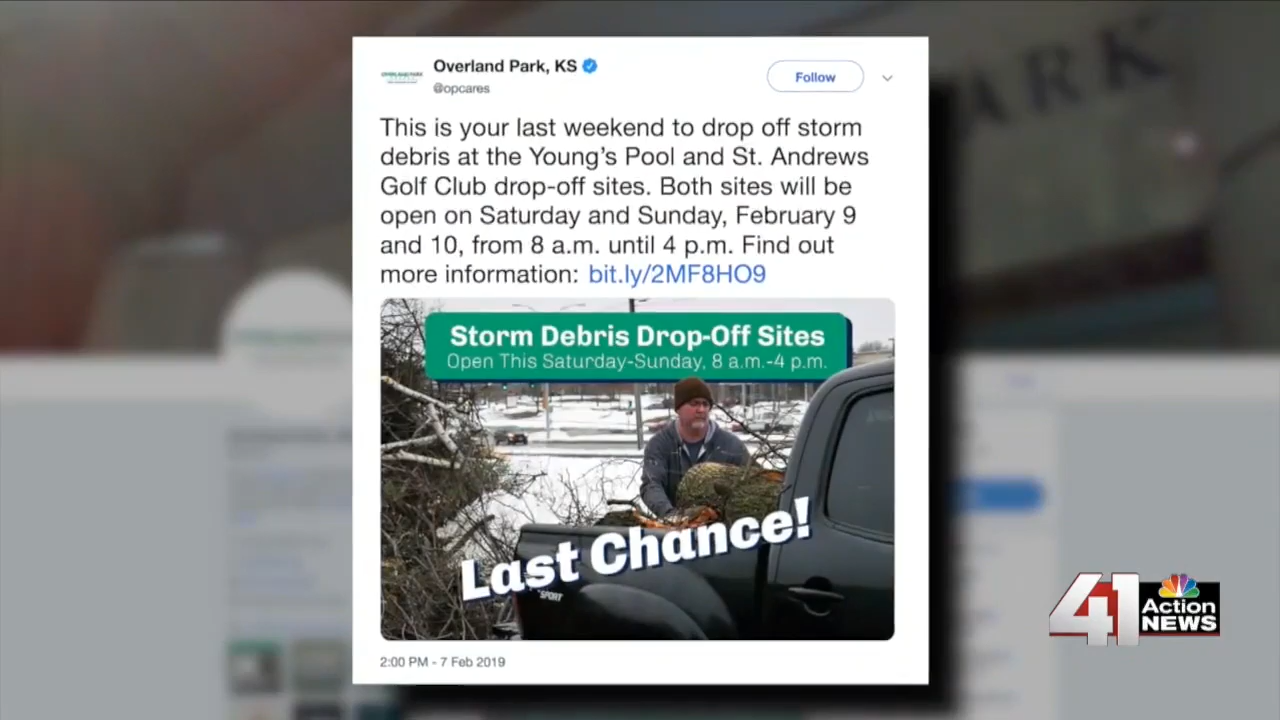 Overland Park, KS
@opcares
Follow
This is your last weekend to drop off storm
debris at the Young's Pool and St. Andrews
Golf Club drop-off sites. Both sites will be
open on Saturday and Sunday, February 9
and 10, from 8 a.m. until 4 p.m. Find out
more information: bit.ly/2MF8HO9
Storm Debris Drop-Off Sites
Open This Saturday-Sunday, 8 a.m.-4 p.m.
Last Chance!
SPORT
2:00 PM - 7 Feb 2019
ARK
41 Action
NEWS